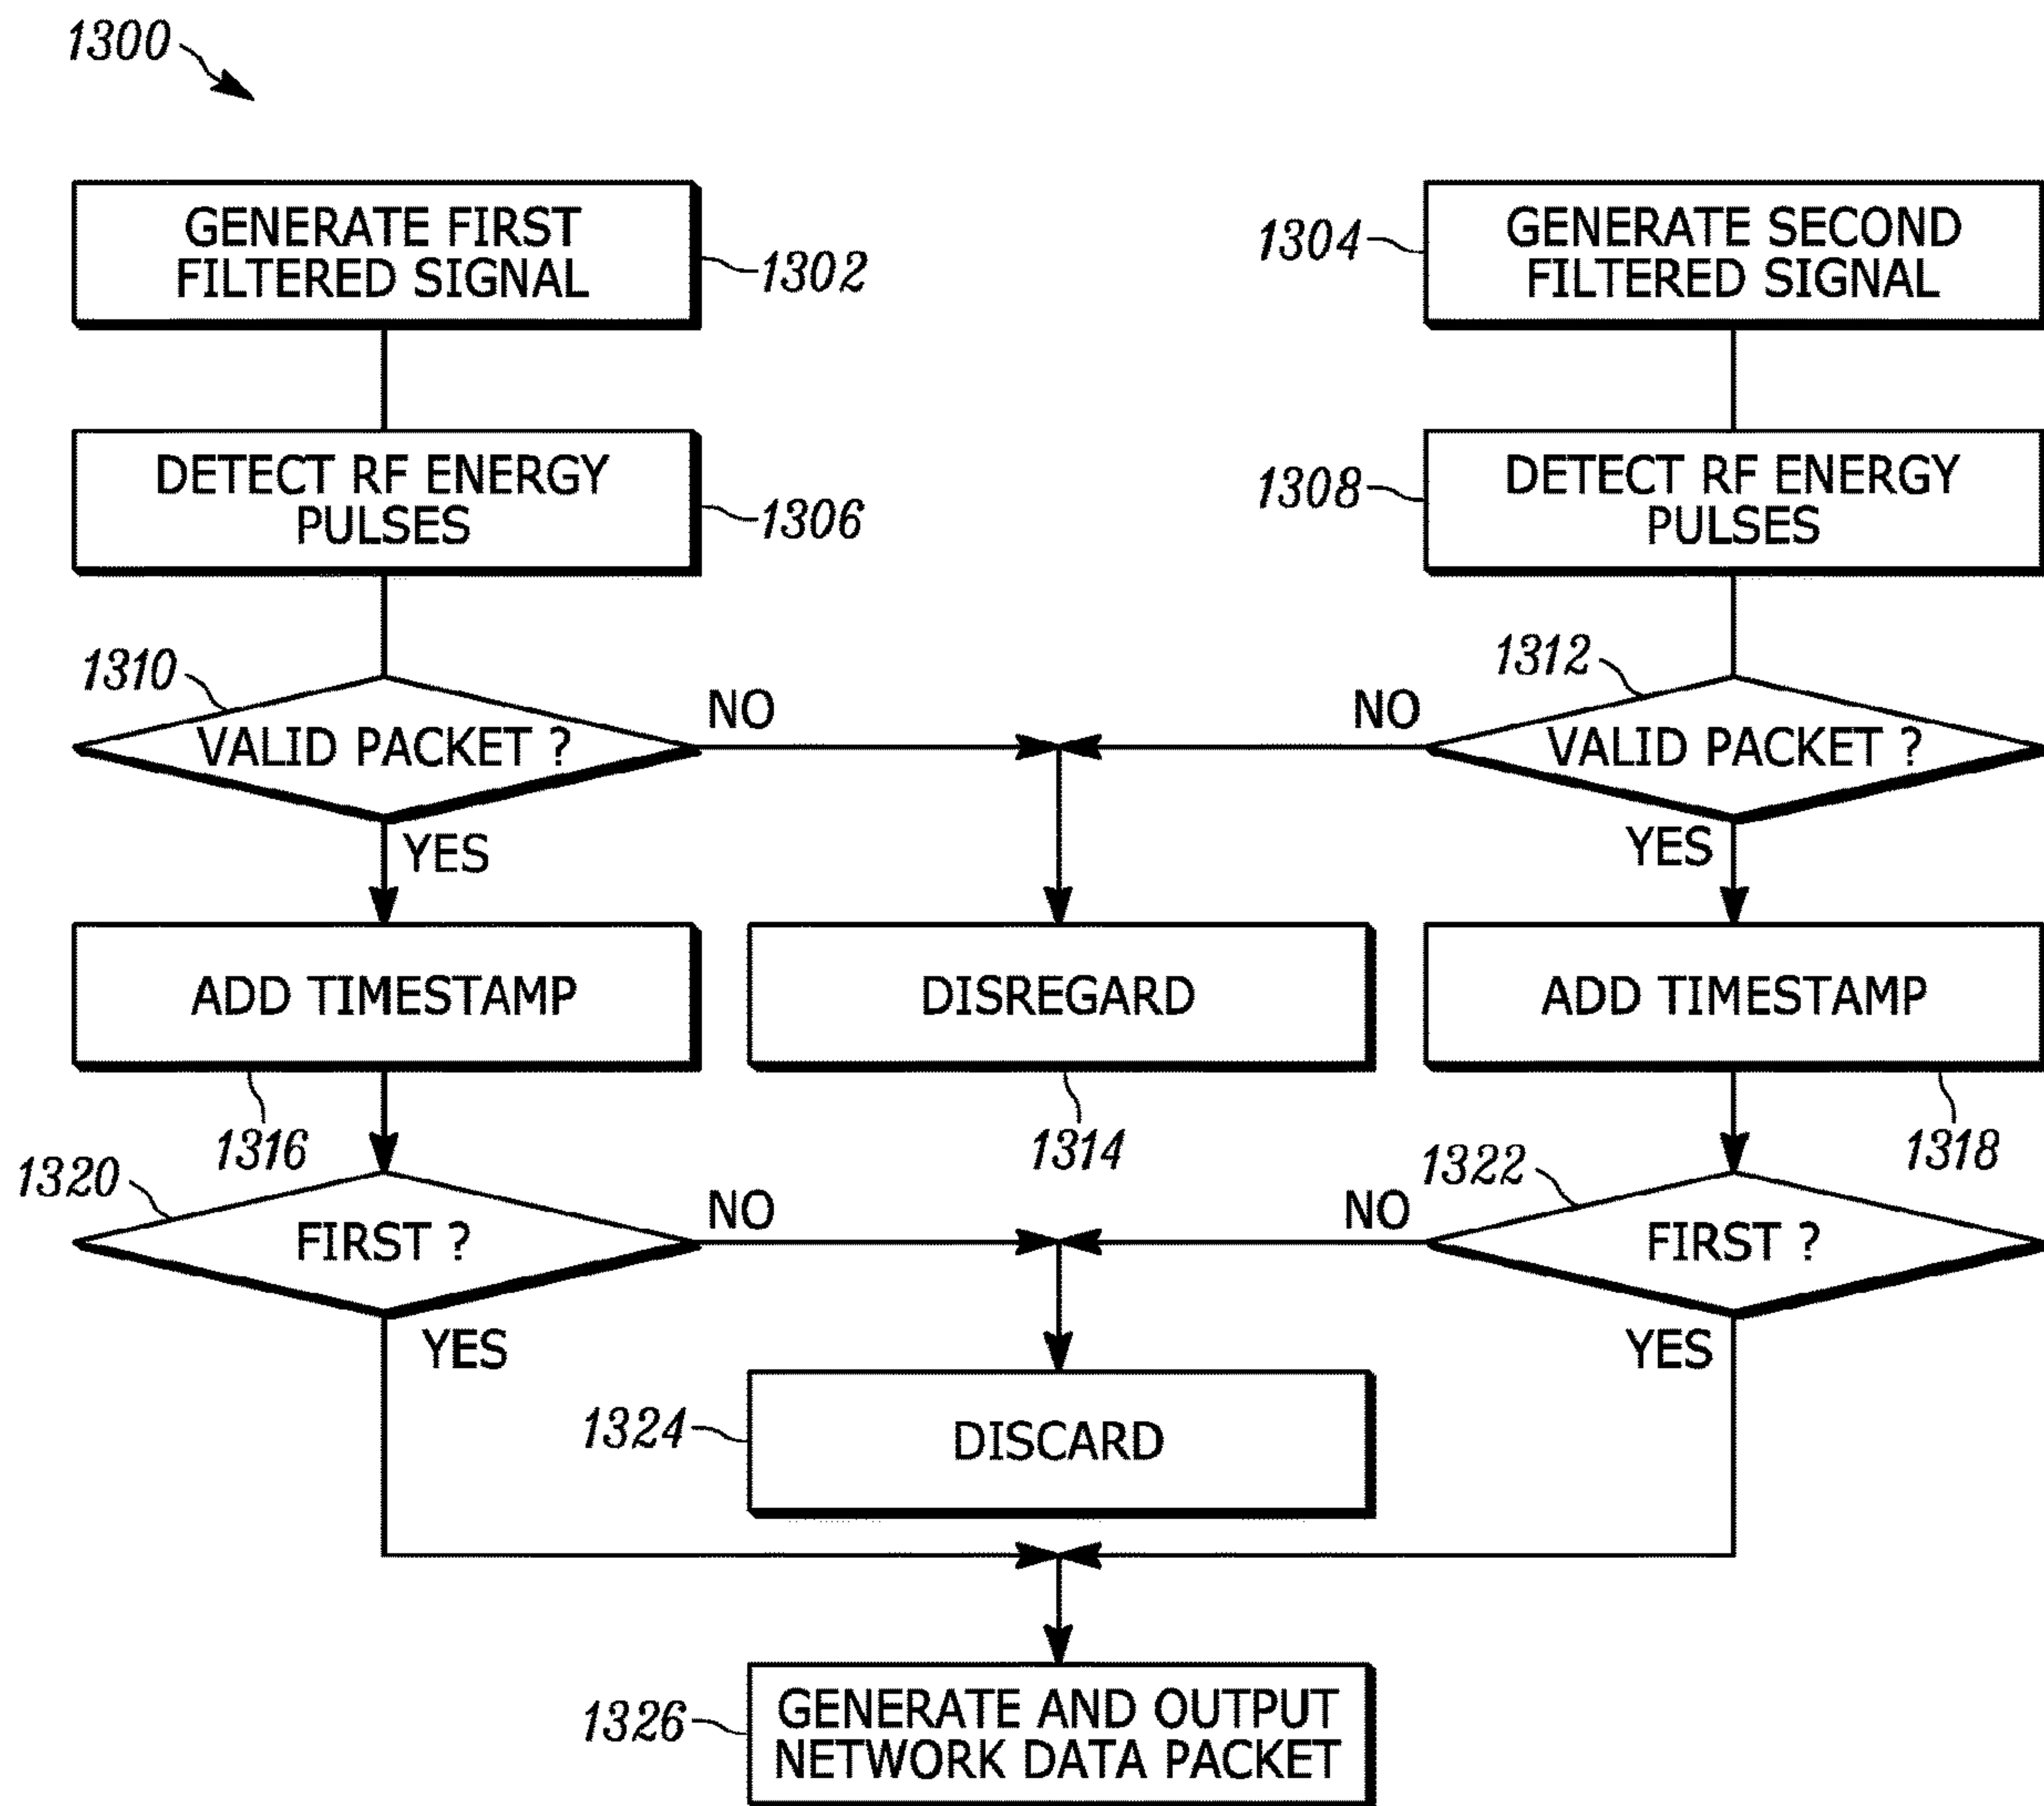 1300
GENERATE FIRST
FILTERED SIGNAL
1302
1304
GENERATE SECOND
FILTERED SIGNAL
DETECT RF ENERGY
PULSES
1306
1308
DETECT RF ENERGY
PULSES
1310
VALID PACKET ?
NO
YES
1312
NO
VALID PACKET ?
YES
ADD TIMESTAMP
1316
DISREGARD
1314
ADD TIMESTAMP
1318
1320
FIRST ?
NO
YES
1322
NO
FIRST ?
YES
1324
DISCARD
1326
GENERATE AND OUTPUT
NETWORK DATA PACKET